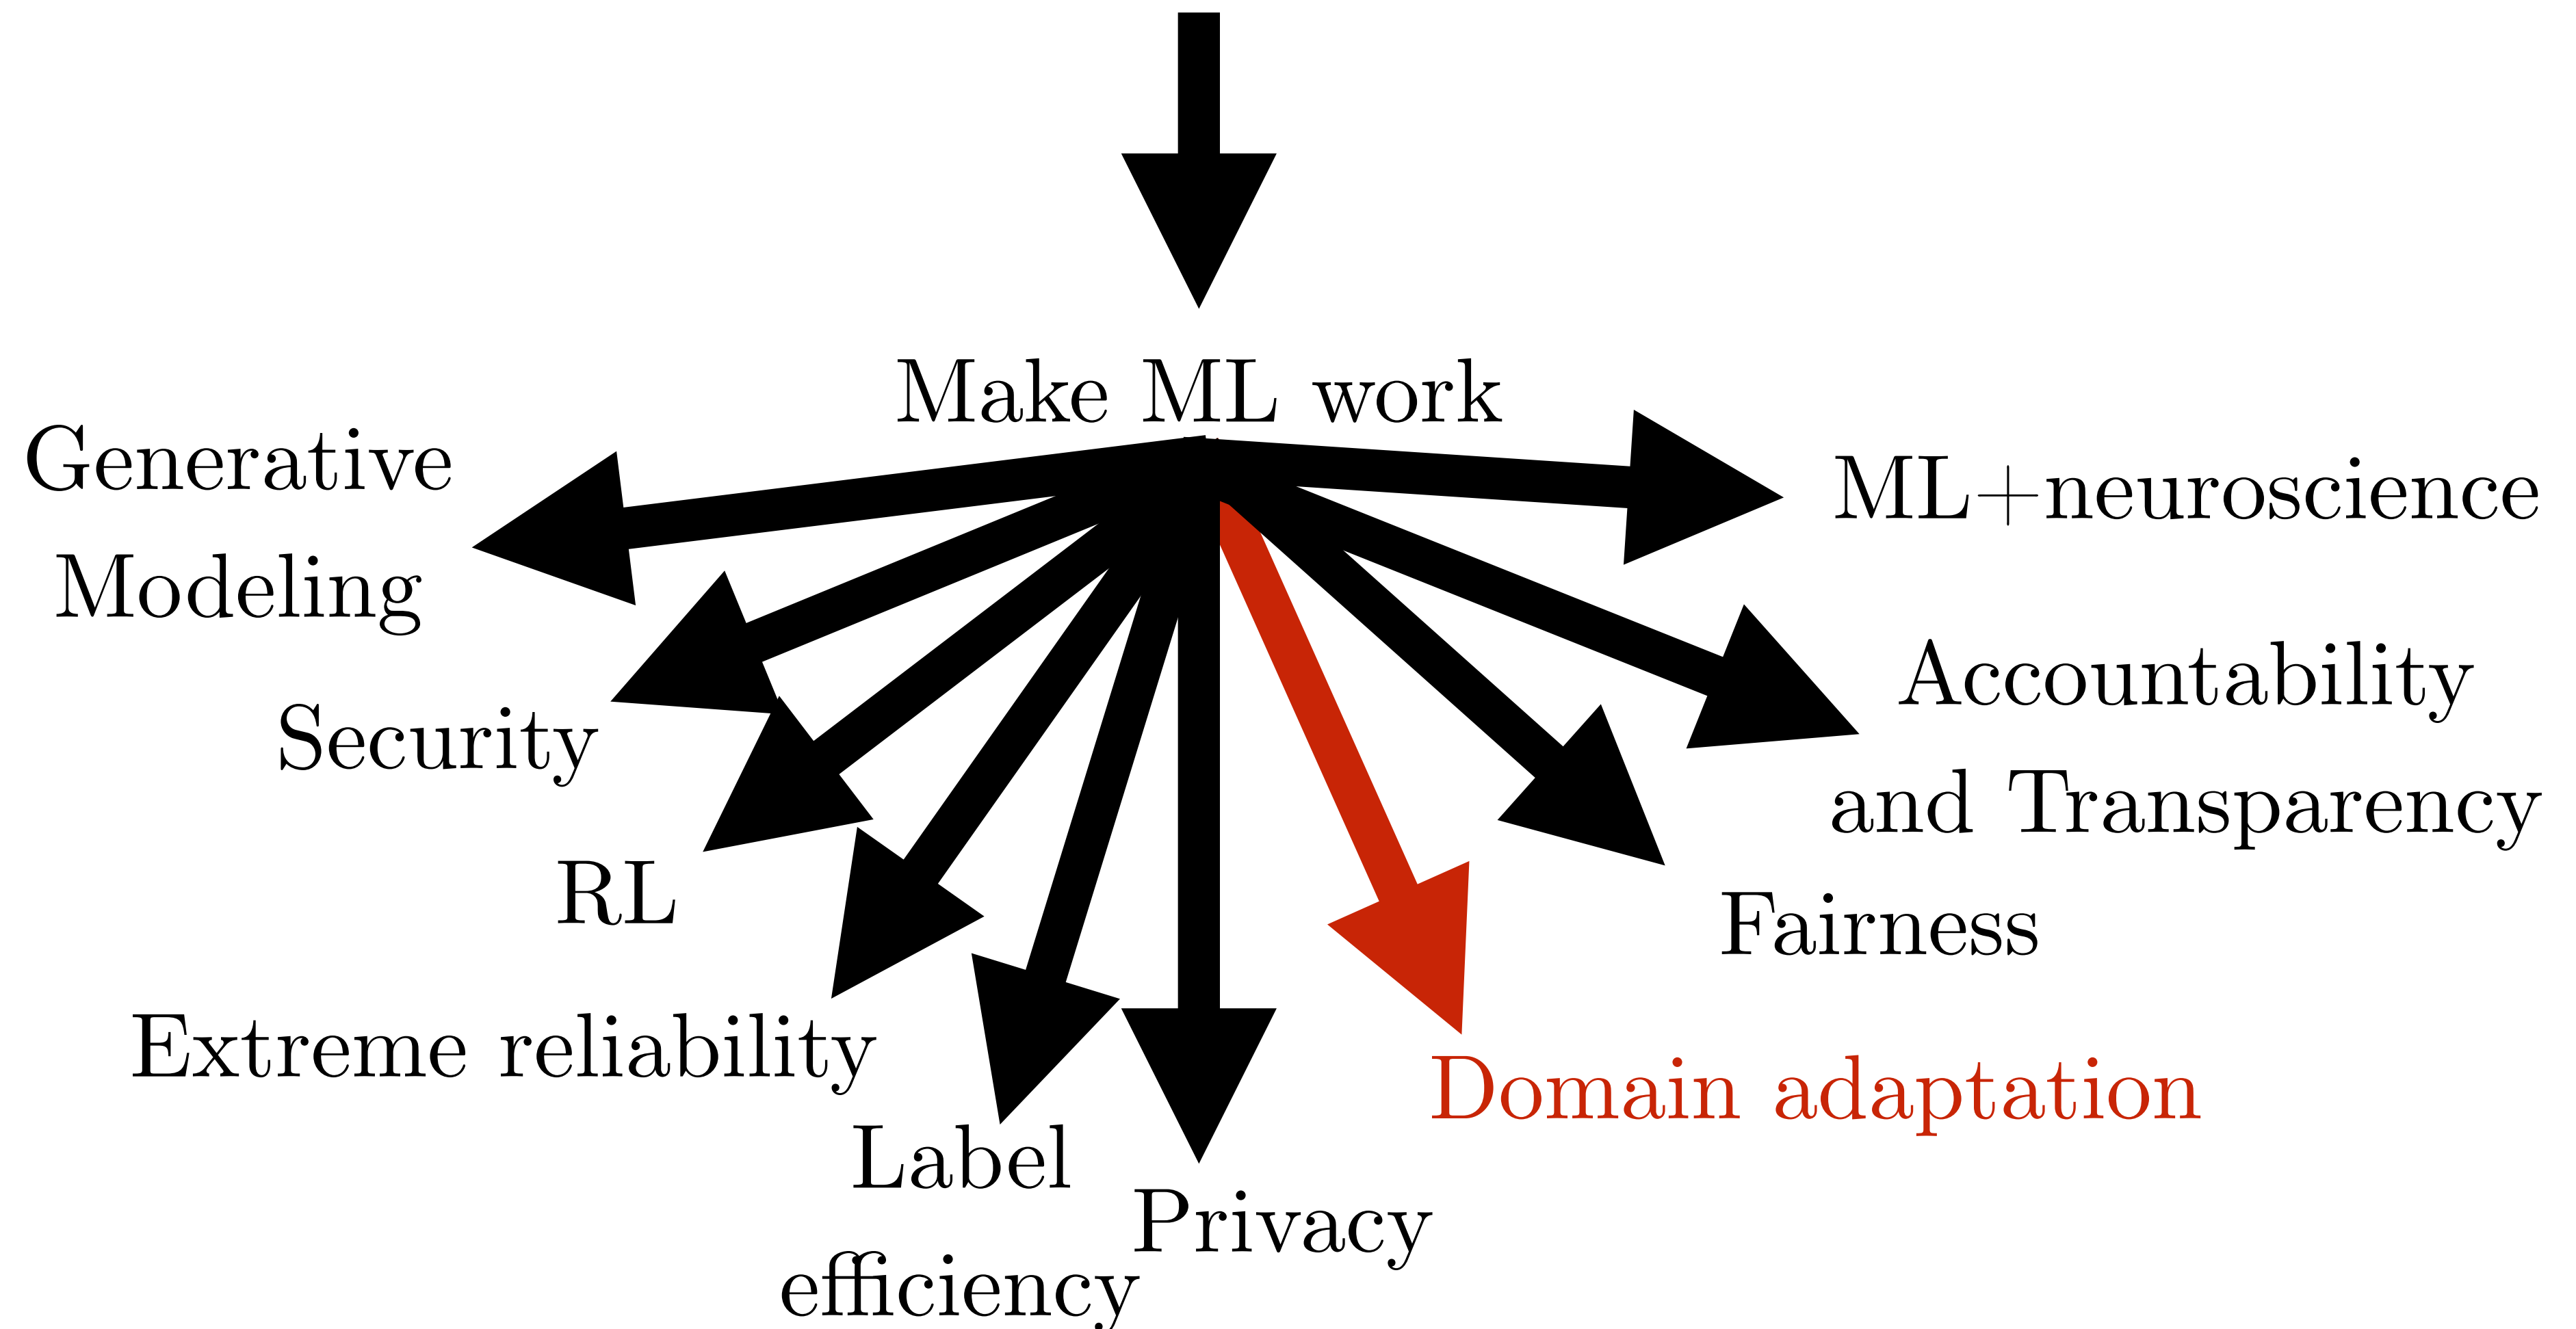 Make ML work
Generative
Modeling
ML+neuroscience
Security
Accountability
and Transparency
RL
Fairness
Extreme reliability
Domain adaptation
Label
efficiency
Privacy